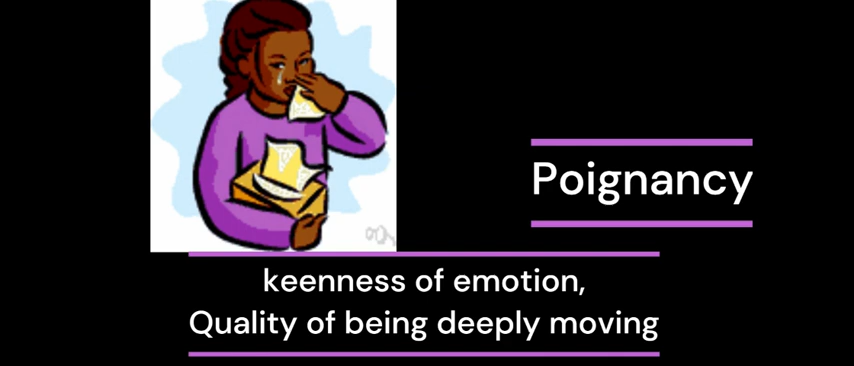 Poignancy
keenness of emotion,
Quality of being deeply moving